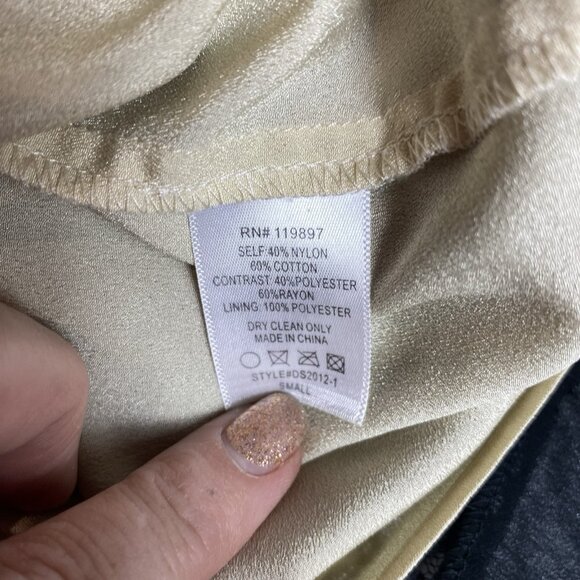 RN# 119897
SELF:40% NYLON
60% COTTON
CONTRAST: 40%POLYESTER
60%RAYON
LINING: 100% POLYESTER
DRY CLEAN ONLY
MADE IN CHINA
STYLE#DS2012-1
SMALL